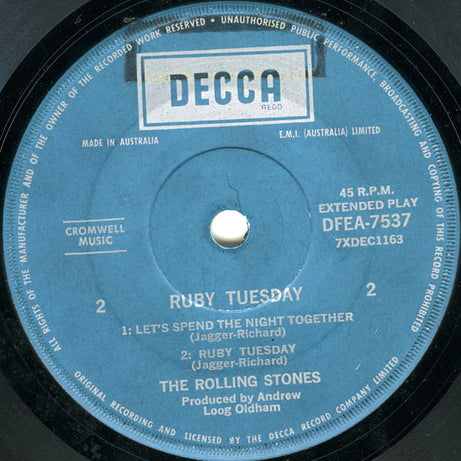 ALL RIGHTS OF THE MANUFACTURER AND OF THE OWNER OF THE RECORDED WORK RESERVED - UNAUTHORISED PUBLIC PERFORMANCE, BROADCASTING AND COPYING OF THIS RECORD PROHIBITED
DECCA
REGD
MADE IN AUSTRALIA
E.M.I. (AUSTRALIA) LIMITED
45 R.P.M.
EXTENDED PLAY
DFEA-7537
7XDEC1163
CROMWELL
MUSIC
2
2
RUBY TUESDAY
1: LET'S SPEND THE NIGHT TOGETHER
(Jagger-Richard)
2: RUBY TUESDAY
(Jagger-Richard)
THE ROLLING STONES
Produced by Andrew
Loog Oldham
ORIGINAL RECORDING AND LICENSED BY THE DECCA RECORD COMPANY LIMITED, LONDON